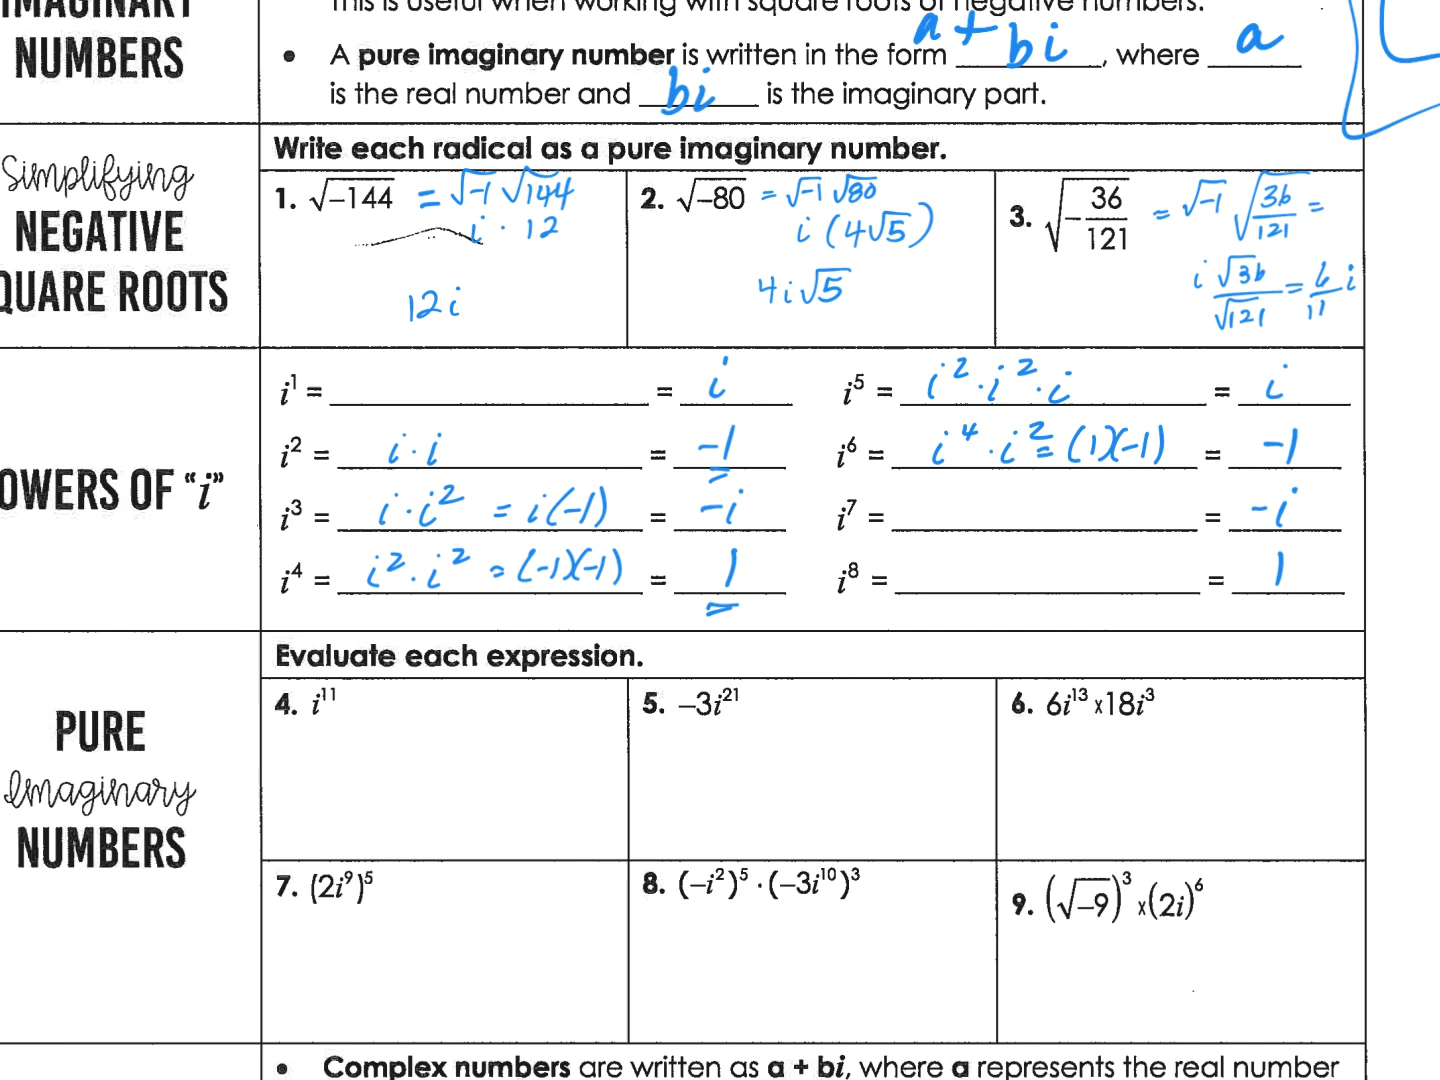 IMAGINARY
NUMBERS
This is useful when working with square roots of negative numbers.
• A pure imaginary number is written in the form a + bi, where a
is the real number and bi is the imaginary part.
Simplifying
NEGATIVE
QUARE ROOTS
Write each radical as a pure imaginary number.
1. √−144 = √−1 √144
i · 12
12i
2. √−80 = √−1 √80
i (4√5)
4i√5
3. √−36/121 = √−1 √36/121 =
i √36/√121 = 6/11 i
OWERS OF “i”
i¹ = ______ = i
i² = i · i = −1
i³ = i · i² = i(−1) = −i
i⁴ = i² · i² = (−1)(−1) = 1
i⁵ = i² · i² · i = i
i⁶ = i⁴ · i² = (1)(−1) = −1
i⁷ = ______ = −i
i⁸ = ______ = 1
PURE
Imaginary
NUMBERS
Evaluate each expression.
4. i¹¹
5. −3i²¹
6. 6i¹³ x 18i³
7. (2i⁹)⁵
8. (−i²)⁵ · (−3i¹⁰)³
9. (√−9)³ x (2i)⁶
• Complex numbers are written as a + bi, where a represents the real number